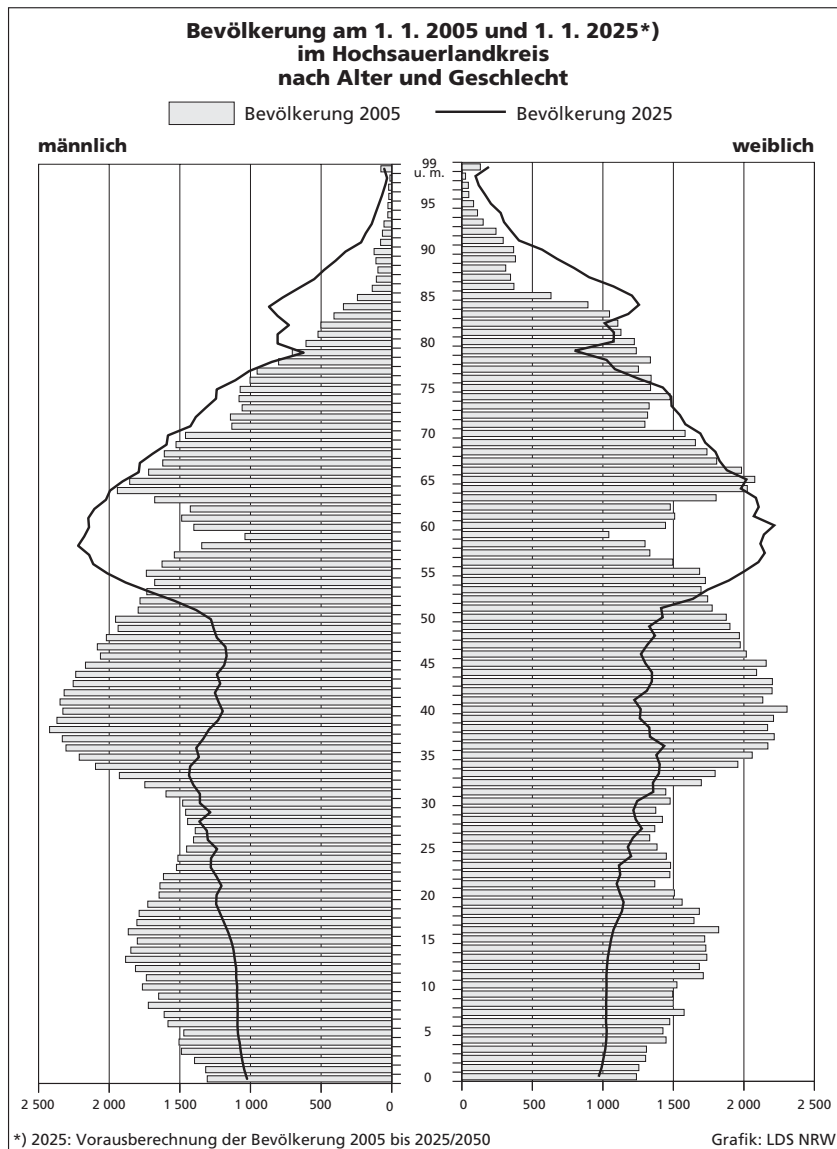 Bevölkerung am 1. 1. 2005 und 1. 1. 2025*)
im Hochsauerlandkreis
nach Alter und Geschlecht
Bevölkerung 2005
Bevölkerung 2025
männlich
weiblich
99
u. m.
95
90
85
80
75
70
65
60
55
50
45
40
35
30
25
20
15
10
5
0
2 500 2 000 1 500 1 000 500 0
0 500 1 000 1 500 2 000 2 500
*) 2025: Vorausberechnung der Bevölkerung 2005 bis 2025/2050
Grafik: LDS NRW